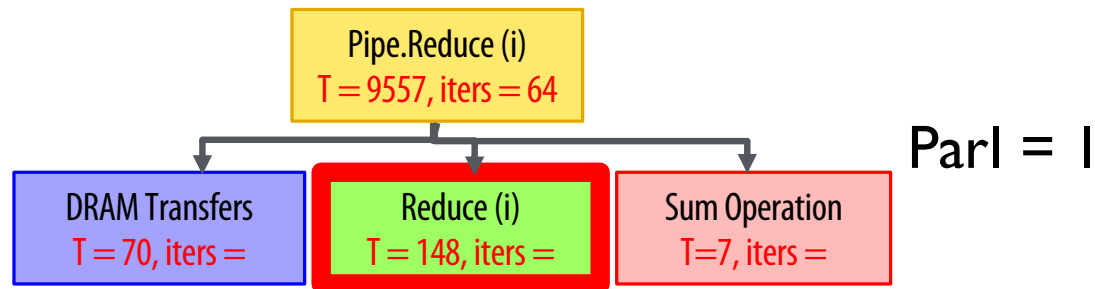 Pipe.Reduce (i)
T = 9557, iters = 64
ParI = 1
DRAM Transfers
T = 70, iters =
Reduce (i)
T = 148, iters =
Sum Operation
T=7, iters =